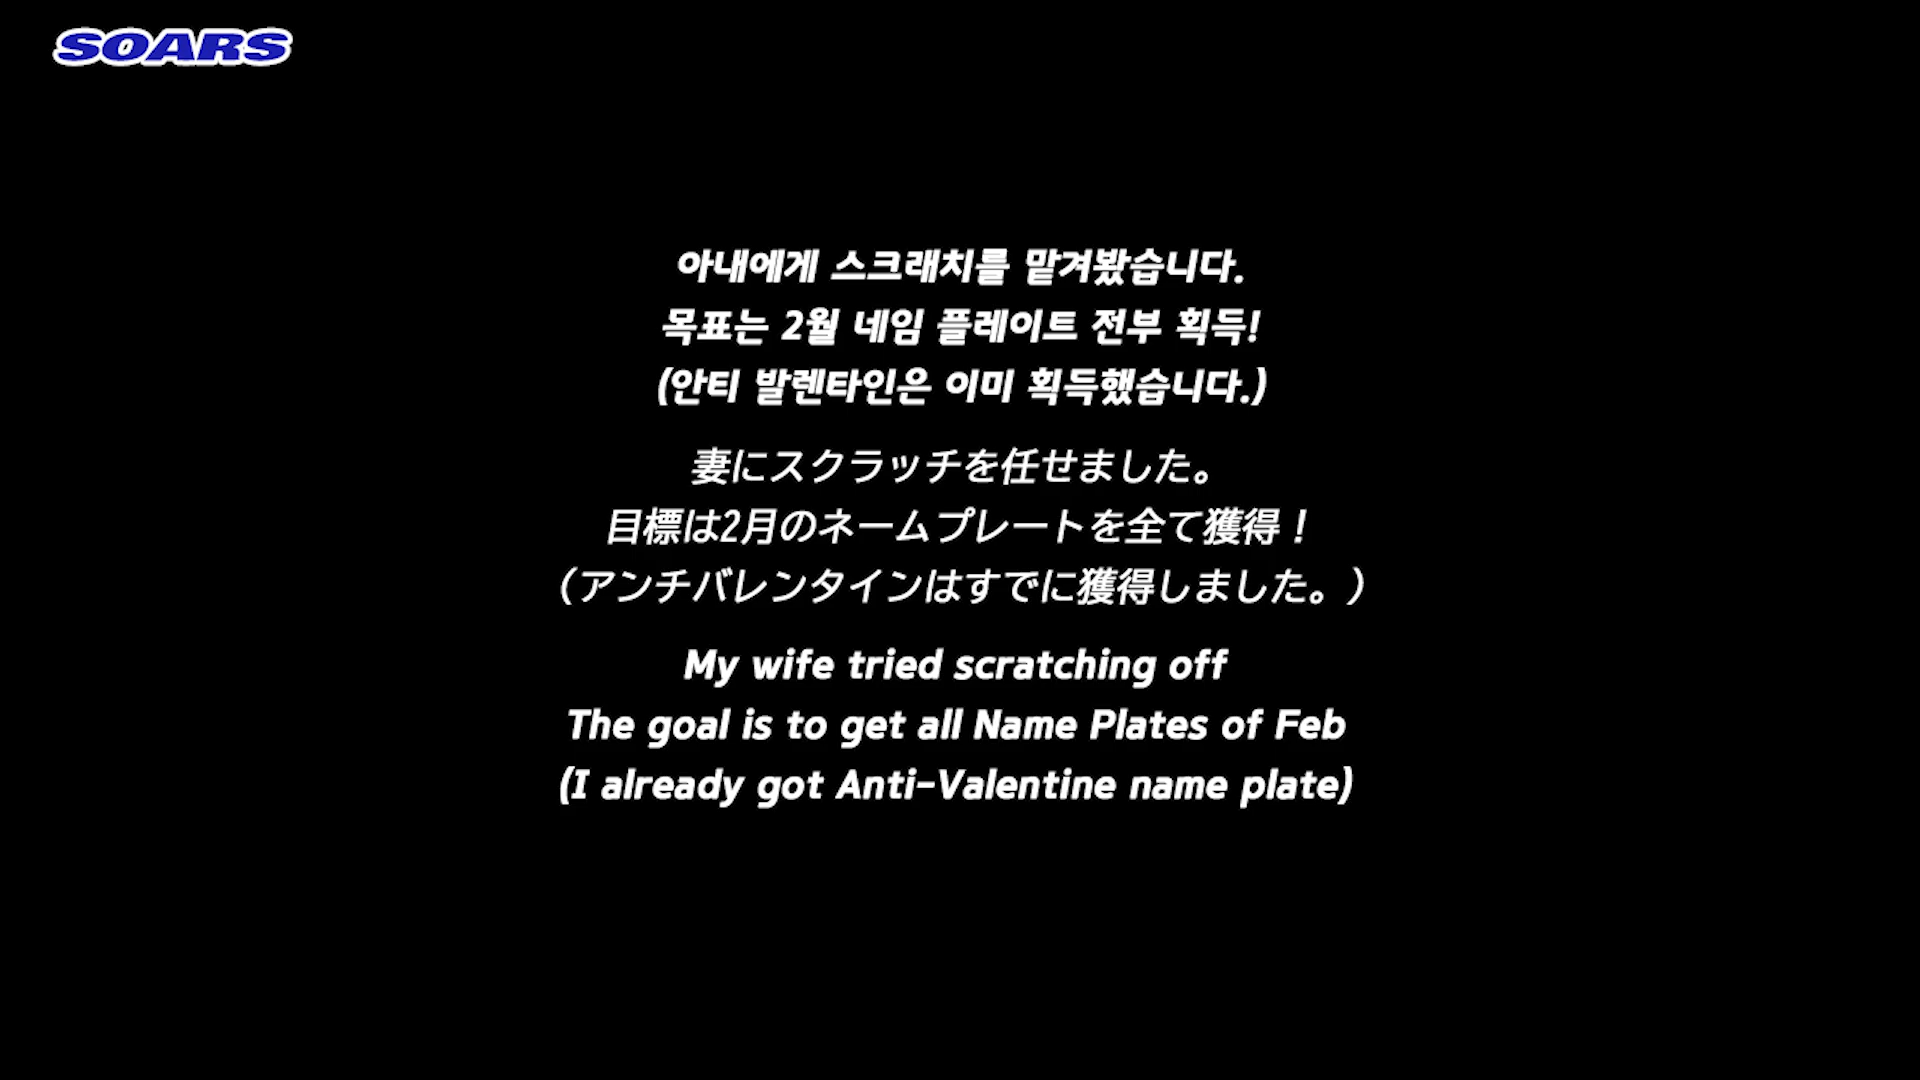 SOARS
아내에게 스크래치를 맡겨봤습니다.
목표는 2월 네임 플레이트 전부 획득!
(안티 발렌타인은 이미 획득했습니다.)
妻にスクラッチを任せました。
目標は2月のネームプレートを全て獲得！
（アンチバレンタインはすでに獲得しました。）
My wife tried scratching off
The goal is to get all Name Plates of Feb
(I already got Anti-Valentine name plate)